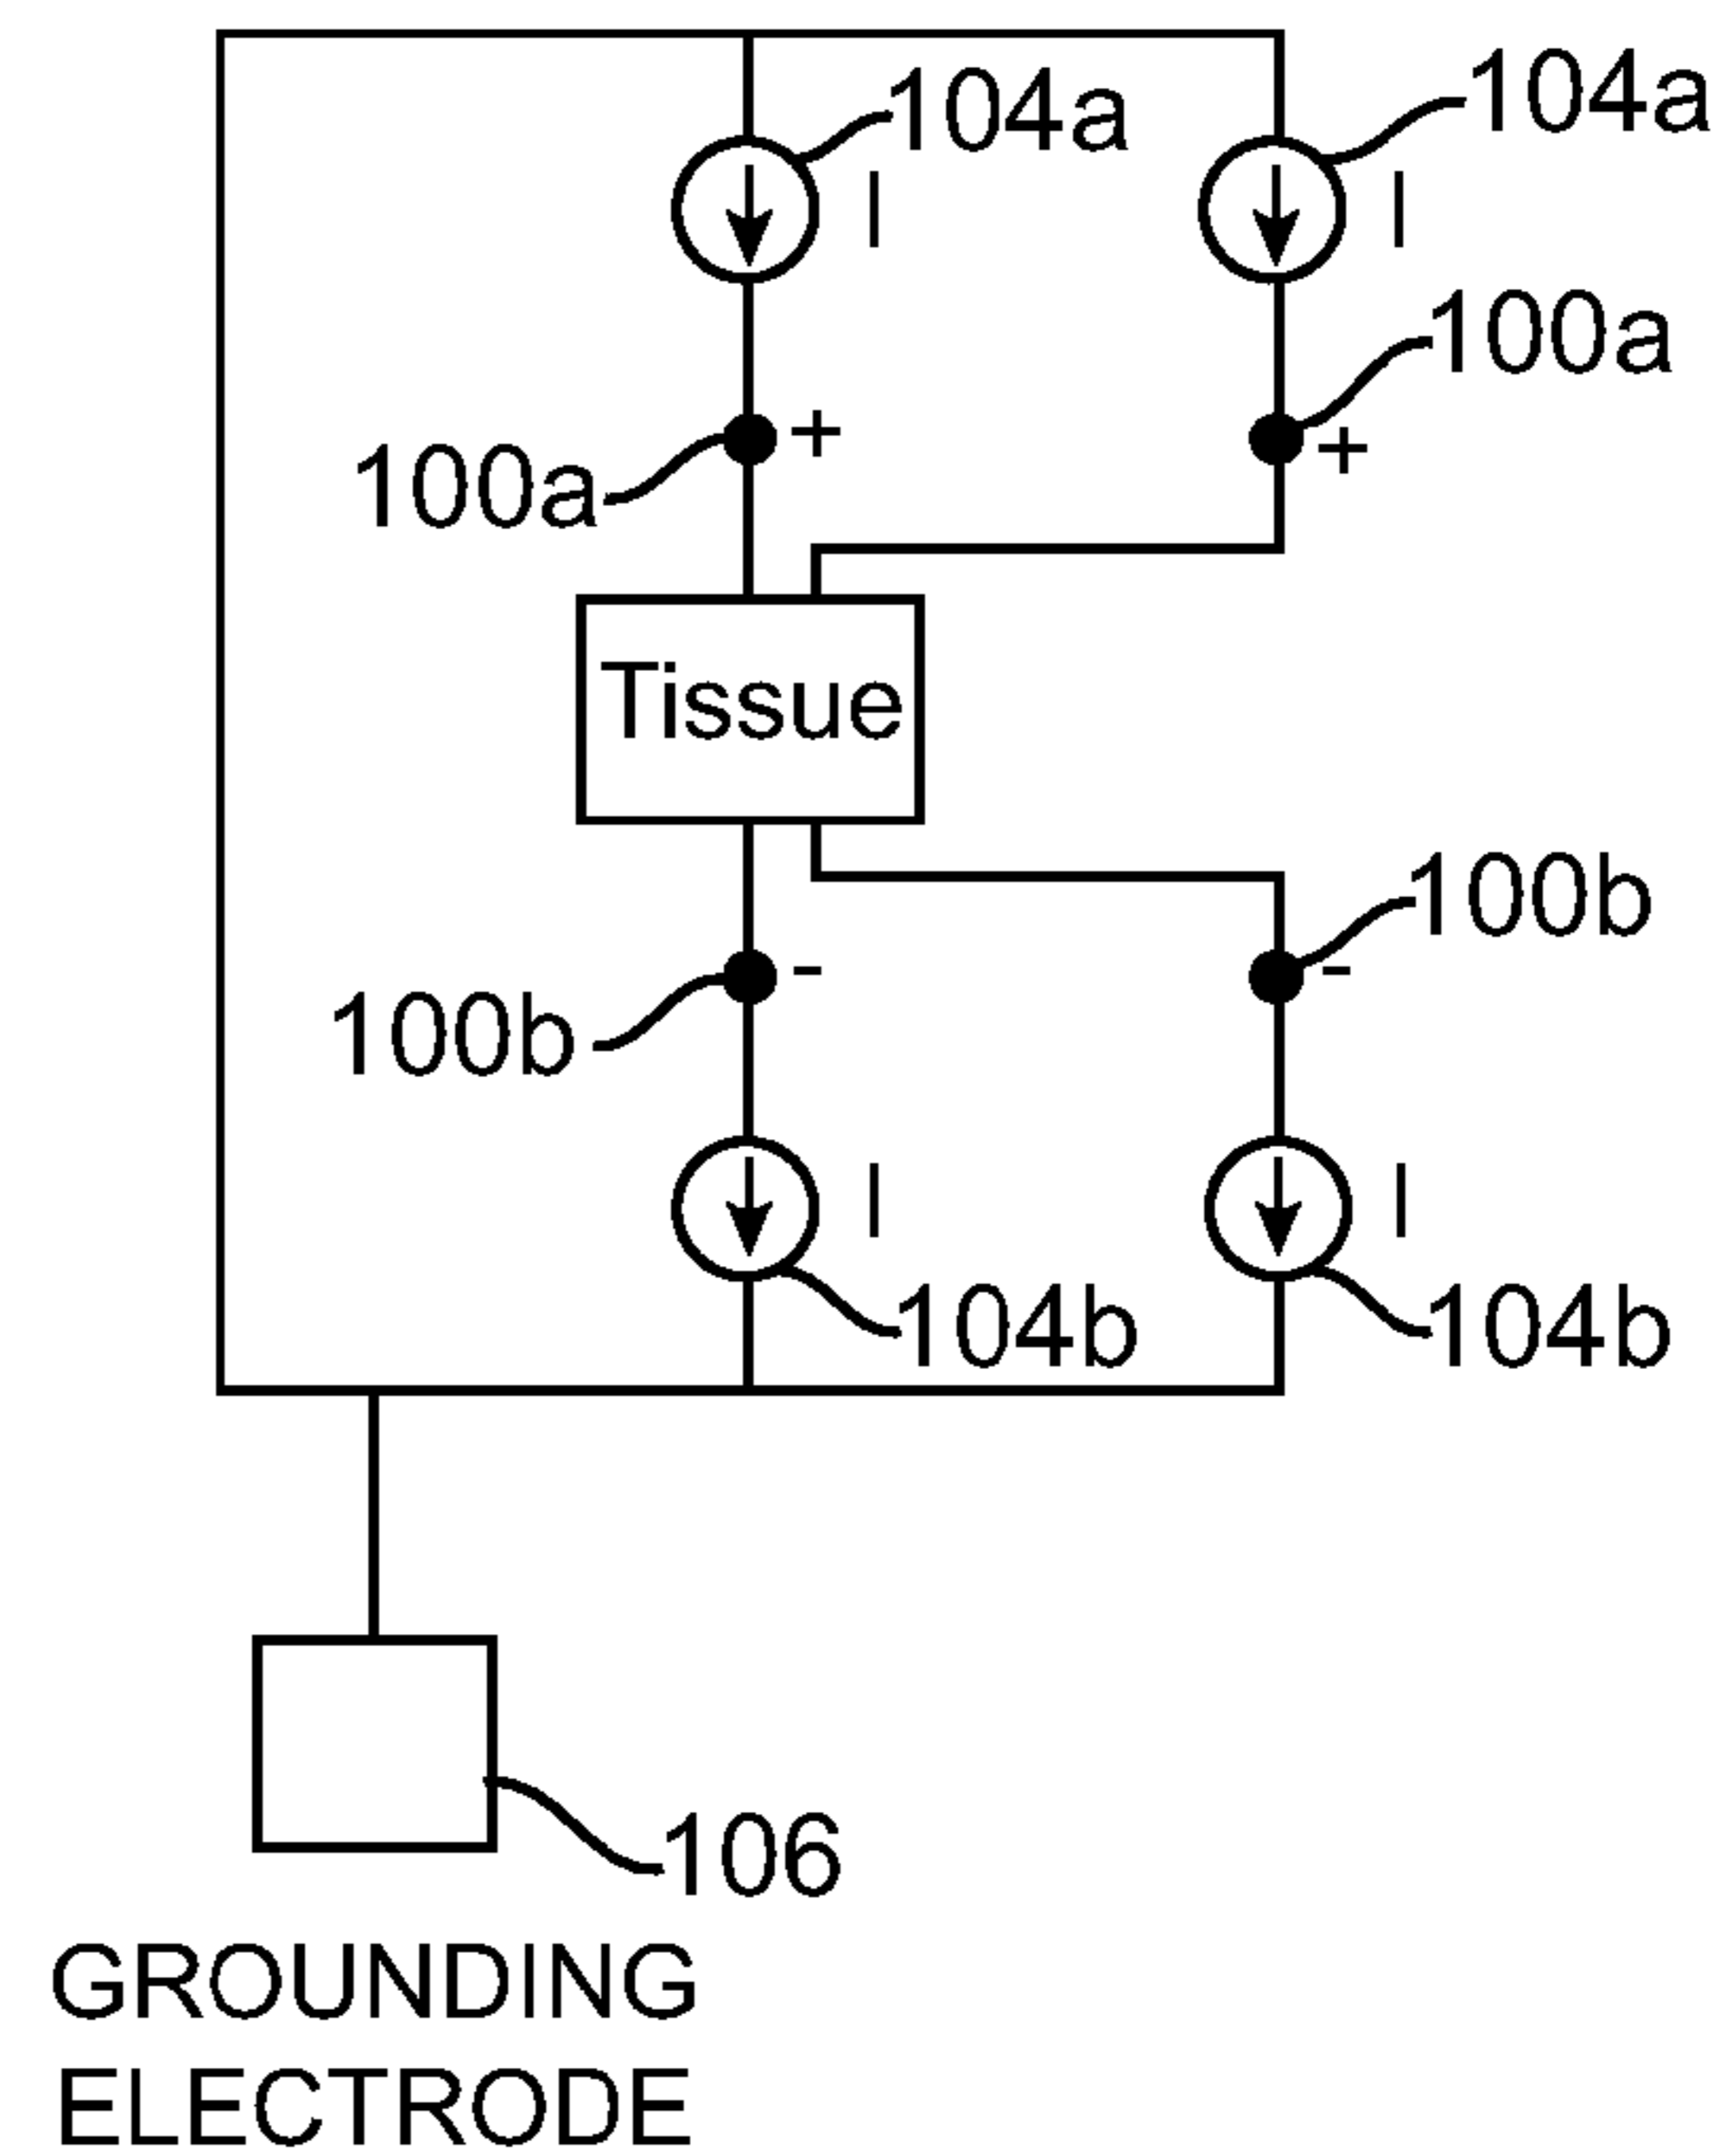 104a
104a
I
I
100a
+
+
100a
Tissue
100b
-
-
100b
I
I
104b
104b
106
GROUNDING
ELECTRODE